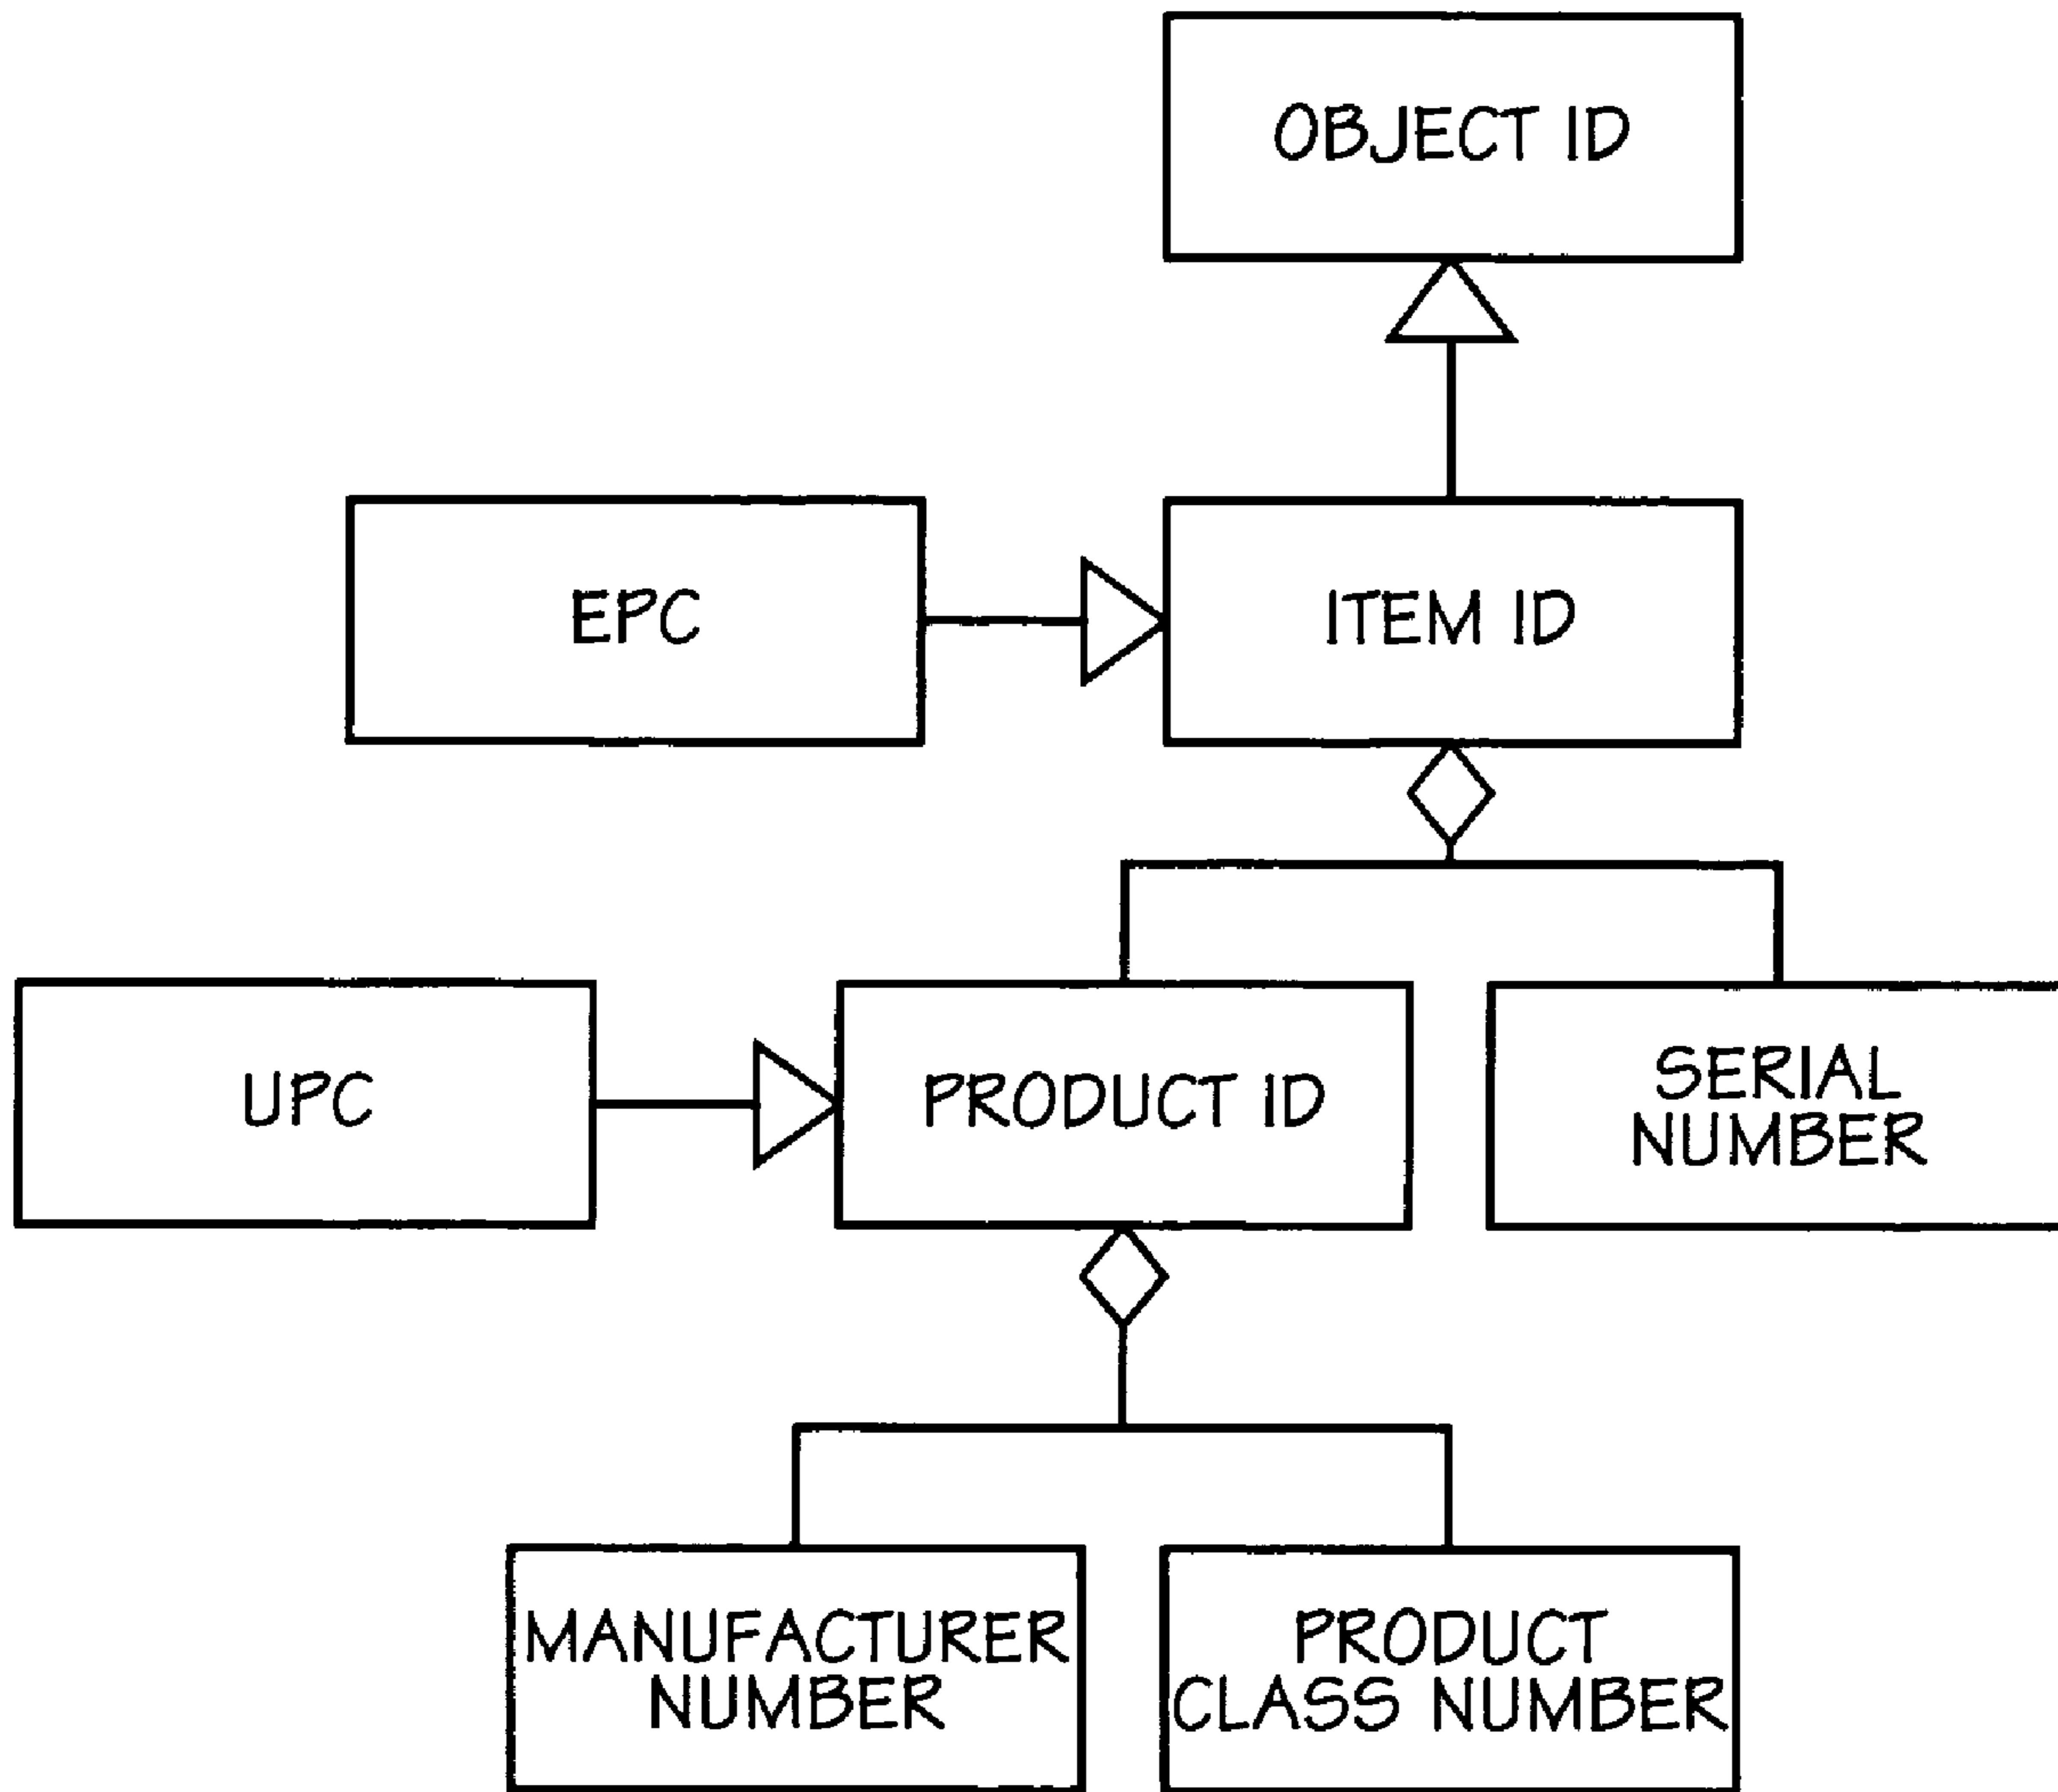 OBJECT ID
EPC
ITEM ID
UPC
PRODUCT ID
SERIAL
NUMBER
MANUFACTURER
NUMBER
PRODUCT
CLASS NUMBER